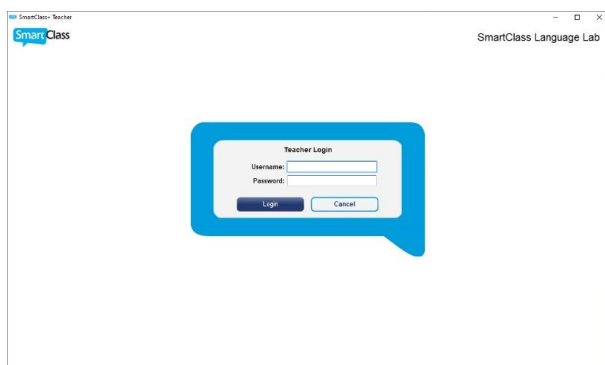 SmartClass+ Teacher
SmartClass
SmartClass Language Lab
Teacher Login
Username:
Password:
Login
Cancel